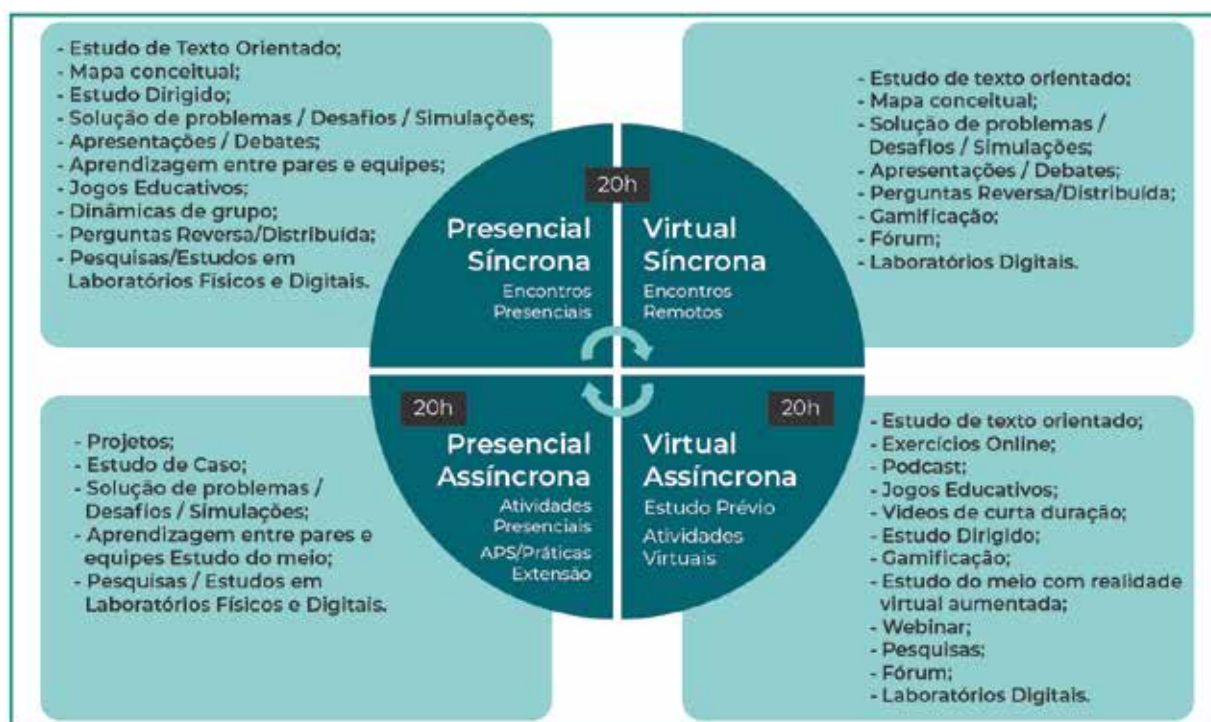 - Estudo de Texto Orientado;
- Mapa conceitual;
- Estudo Dirigido;
- Solução de problemas / Desafios / Simulações;
- Apresentações / Debates;
- Aprendizagem entre pares e equipes;
- Jogos Educativos;
- Dinâmicas de grupo;
- Perguntas Reversa/Distribuída;
- Pesquisas/Estudos em
Laboratórios Físicos e Digitais.
- Estudo de texto orientado;
- Mapa conceitual;
- Solução de problemas /
Desafios / Simulações;
- Apresentações / Debates;
- Perguntas Reversa/Distribuída;
- Gamificação;
- Fórum;
- Laboratórios Digitais.
20h
Presencial
Síncrona
Encontros
Presenciais
Virtual
Síncrona
Encontros
Remotos
20h
Presencial
Assíncrona
Atividades
Presenciais
APS/Práticas
Extensão
20h
Virtual
Assíncrona
Estudo Prévio
Atividades
Virtuais
- Projetos;
- Estudo de Caso;
- Solução de problemas /
Desafios / Simulações;
- Aprendizagem entre pares e
equipes Estudo do meio;
- Pesquisas / Estudos em
Laboratórios Físicos e Digitais.
- Estudo de texto orientado;
- Exercícios Online;
- Podcast;
- Jogos Educativos;
- Vídeos de curta duração;
- Estudo Dirigido;
- Gamificação;
- Estudo do meio com realidade
virtual aumentada;
- Webinar;
- Pesquisas;
- Fórum;
- Laboratórios Digitais.